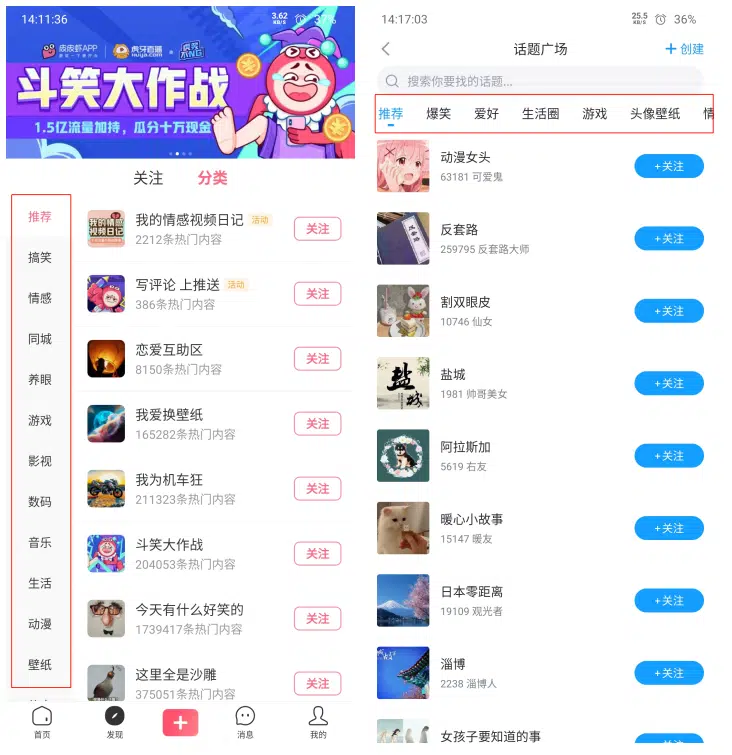 14:11:36
3.62
KB/S
37%
皮皮虾APP
虎牙直播
huya.com
斗笑大作战
1.5亿流量加持，瓜分十万现金
关注
分类
推荐
搞笑
情感
同城
养眼
游戏
影视
数码
音乐
生活
动漫
壁纸
我的情感视频日记
活动
2212条热门内容
关注
写评论 上推送
活动
386条热门内容
关注
恋爱互助区
8150条热门内容
关注
我爱换壁纸
165282条热门内容
关注
我为机车狂
211323条热门内容
关注
斗笑大作战
204053条热门内容
关注
今天有什么好笑的
1739417条热门内容
关注
这里全是沙雕
375051条热门内容
关注
首页
发现
消息
我的
14:17:03
25.5
KB/S
36%
话题广场
创建
搜索你要找的话题...
推荐
爆笑
爱好
生活圈
游戏
头像壁纸
情
动漫女头
63181 可爱鬼
+关注
反套路
259795 反套路大师
+关注
割双眼皮
10746 仙女
+关注
盐城
盐城
1981 帅哥美女
+关注
阿拉斯加
5619 右友
+关注
暖心小故事
15147 暖友
+关注
日本零距离
19109 观光者
+关注
淄博
2238 淄博人
+关注
女孩子要知道的事
+关注